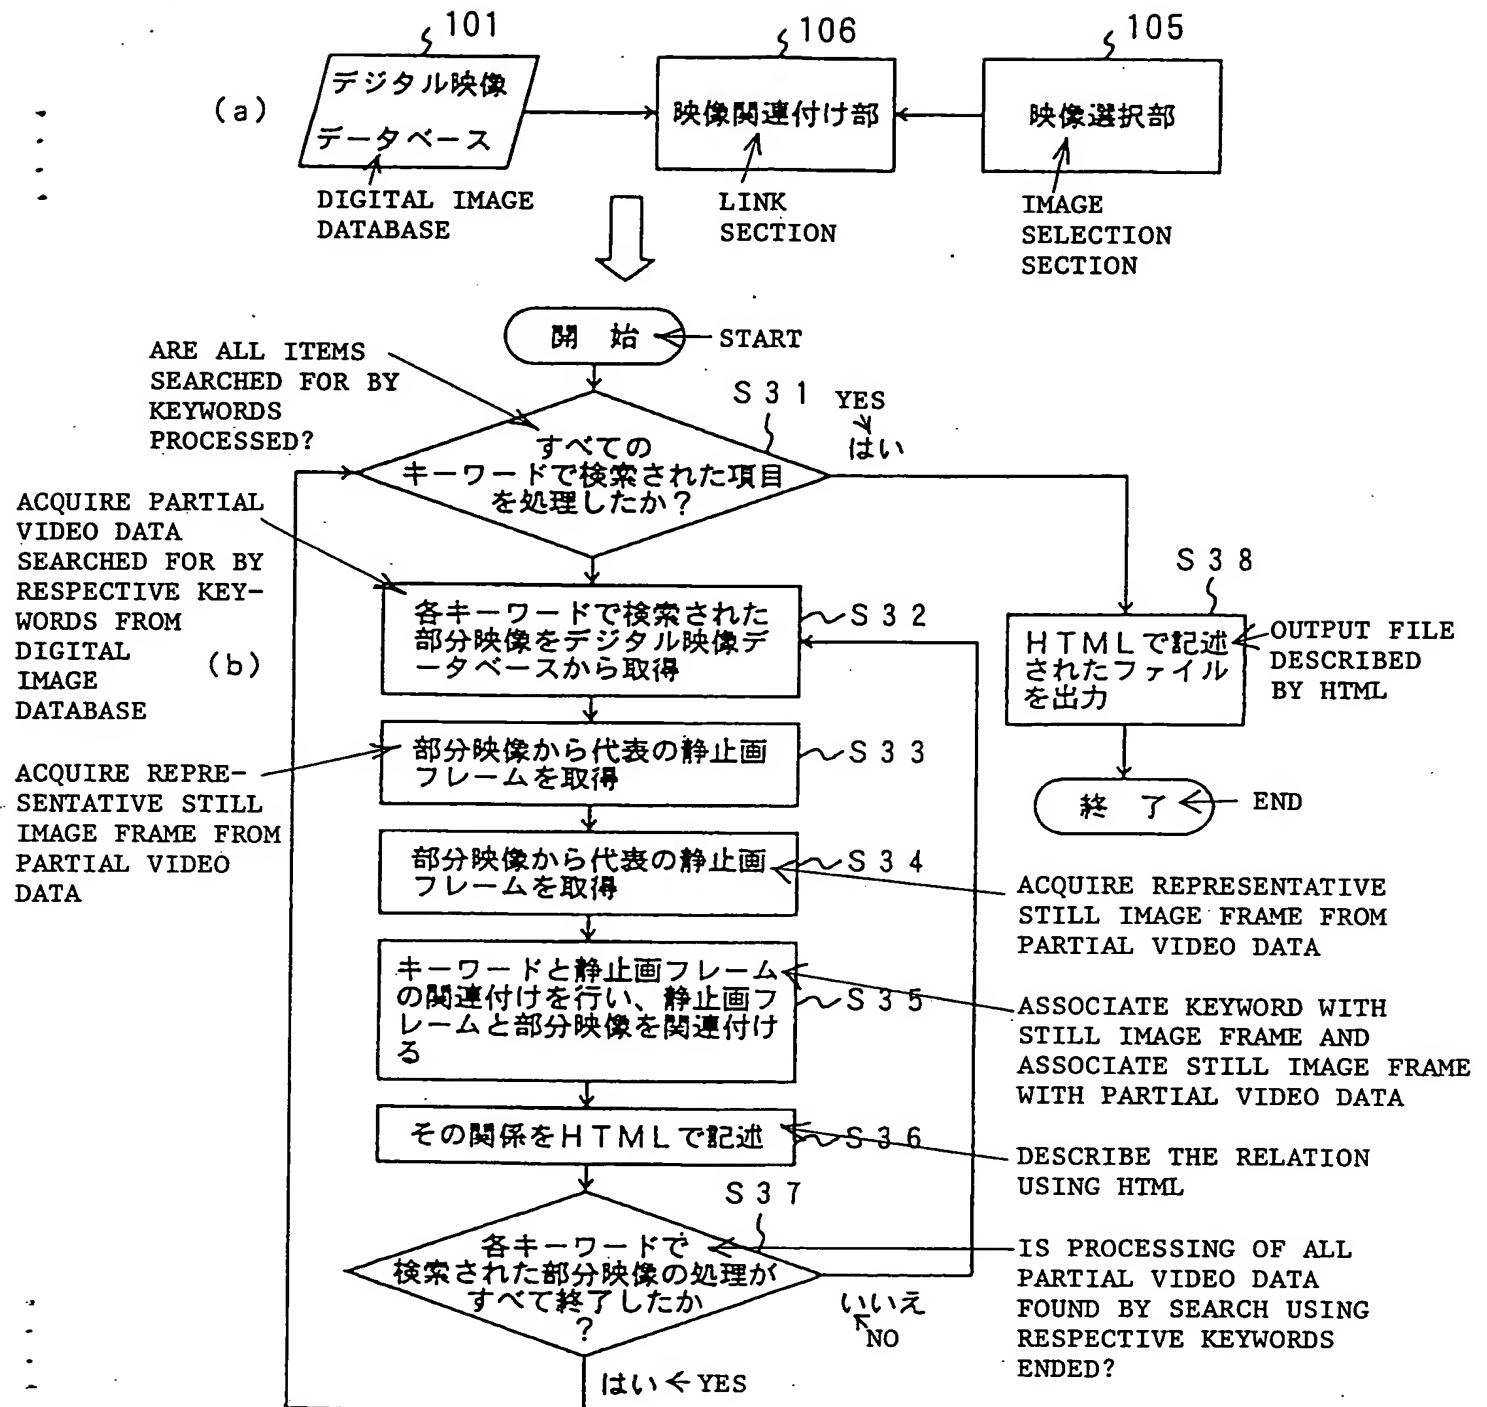 101
106
105
(a)
デジタル映像
データベース
映像関連付け部
映像選択部
DIGITAL IMAGE
DATABASE
LINK
SECTION
IMAGE
SELECTION
SECTION
開 始
START
ARE ALL ITEMS
SEARCHED FOR BY
KEYWORDS
PROCESSED?
S31
YES
はい
すべての
キーワードで検索された項目
を処理したか？
ACQUIRE PARTIAL
VIDEO DATA
SEARCHED FOR BY
RESPECTIVE KEY-
WORDS FROM
DIGITAL
IMAGE
DATABASE
(b)
各キーワードで検索された
部分映像をデジタル映像デ
ータベースから取得
S32
S38
HTMLで記述
されたファイル
を出力
OUTPUT FILE
DESCRIBED
BY HTML
部分映像から代表の静止画
フレームを取得
S33
ACQUIRE REPRE-
SENTATIVE STILL
IMAGE FRAME FROM
PARTIAL VIDEO
DATA
終 了
END
部分映像から代表の静止画
フレームを取得
S34
ACQUIRE REPRESENTATIVE
STILL IMAGE FRAME FROM
PARTIAL VIDEO DATA
キーワードと静止画フレーム
の関連付けを行い、静止画フ
レームと部分映像を関連付け
る
S35
ASSOCIATE KEYWORD WITH
STILL IMAGE FRAME AND
ASSOCIATE STILL IMAGE FRAME
WITH PARTIAL VIDEO DATA
その関係をHTMLで記述
S36
DESCRIBE THE RELATION
USING HTML
S37
各キーワードで
検索された部分映像の処理が
すべて終了したか
？
IS PROCESSING OF ALL
PARTIAL VIDEO DATA
FOUND BY SEARCH USING
RESPECTIVE KEYWORDS
ENDED?
いいえ
NO
はい
YES